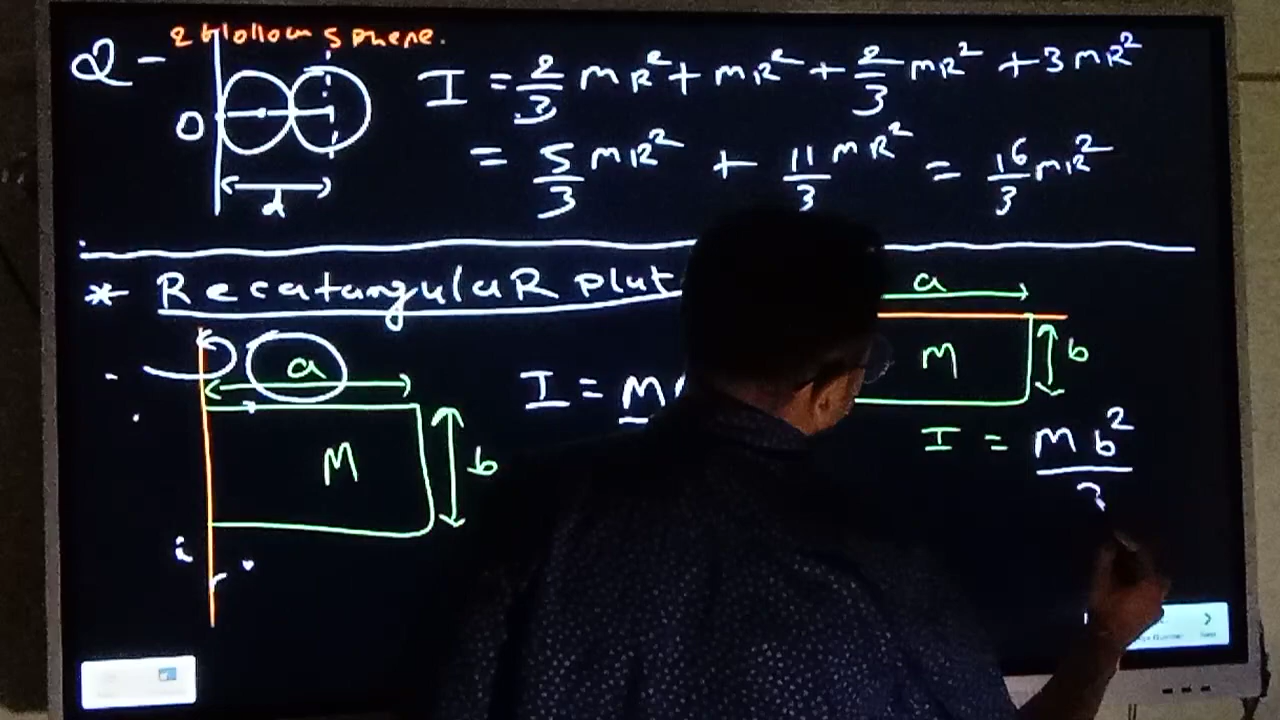 Q - 2 Hollow Sphere.
I = 2/3 mR² + mR² + 2/3 mR² + 3mR²
O
= 5/3 mR² + 11/3 mR² = 16/3 mR²
d
* RecatangulaR plat
a
a
M
b
I = M
I = Mb²/3
M
b